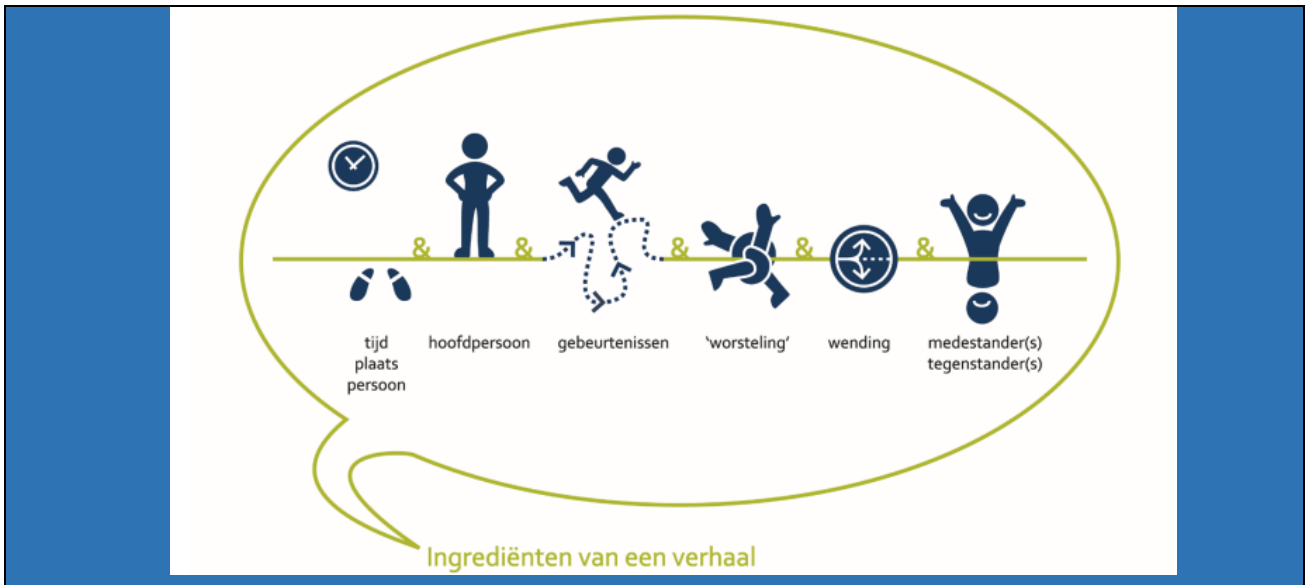 & & & & &
tijd
plaats
persoon
hoofdpersoon
gebeurtenissen
‘worsteling’
wending
medestander(s)
tegenstander(s)
Ingrediënten van een verhaal